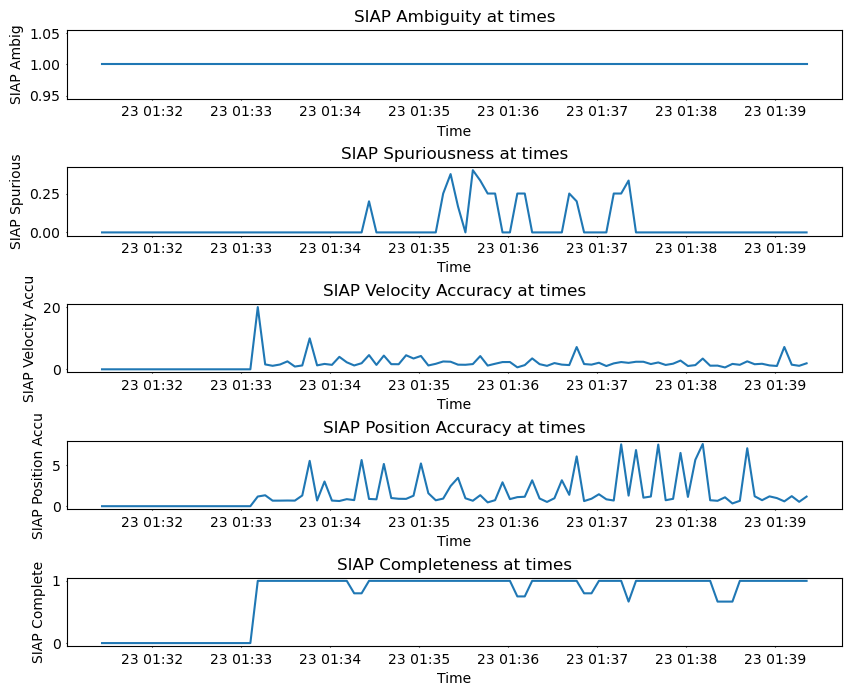 SIAP Ambiguity at times
SIAP Ambig
1.05
1.00
0.95
23 01:32 23 01:33 23 01:34 23 01:35 23 01:36 23 01:37 23 01:38 23 01:39
Time
SIAP Spuriousness at times
SIAP Spurious
0.25
0.00
23 01:32 23 01:33 23 01:34 23 01:35 23 01:36 23 01:37 23 01:38 23 01:39
Time
SIAP Velocity Accuracy at times
SIAP Velocity Accu
20
0
23 01:32 23 01:33 23 01:34 23 01:35 23 01:36 23 01:37 23 01:38 23 01:39
Time
SIAP Position Accuracy at times
SIAP Position Accu
5
0
23 01:32 23 01:33 23 01:34 23 01:35 23 01:36 23 01:37 23 01:38 23 01:39
Time
SIAP Completeness at times
SIAP Complete
1
0
23 01:32 23 01:33 23 01:34 23 01:35 23 01:36 23 01:37 23 01:38 23 01:39
Time